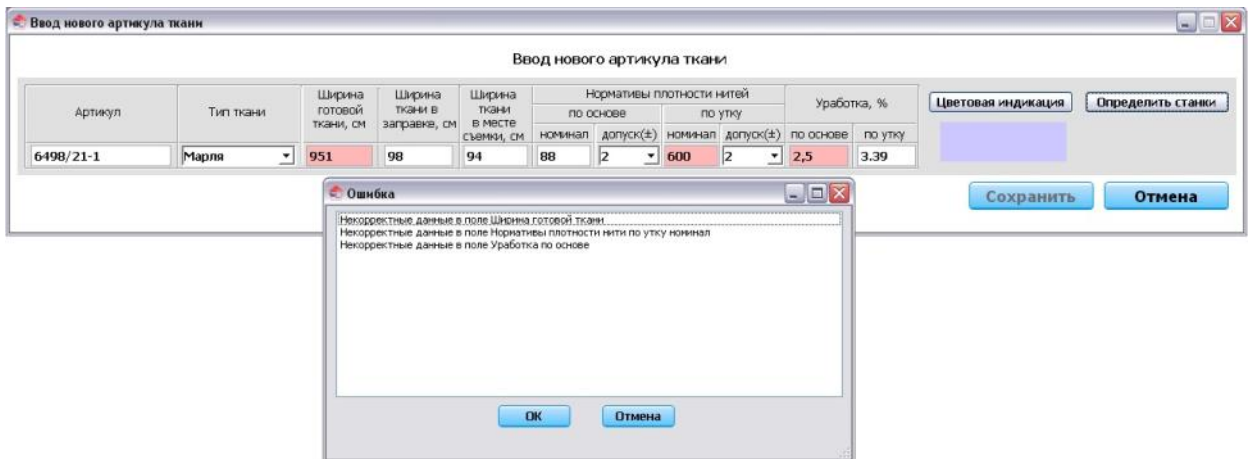 Ввод нового артикула ткани
Ввод нового артикула ткани
Артикул
Тип ткани
Ширина
готовой
ткани, см
Ширина
ткани в
заправке, см
Ширина
ткани
в месте
съемки, см
Нормативы плотности нитей
по основе
по утку
номинал
допуск(±)
номинал
допуск(±)
Уработка, %
по основе
по утку
Цветовая индикация
Определить станки
6498/21-1
Марля
951
98
94
88
2
600
2
2,5
3.39
Сохранить
Отмена
Ошибка
Некорректные данные в поле Ширина готовой ткани
Некорректные данные в поле Нормативы плотности нити по утку номинал
Некорректные данные в поле Уработка по основе
ОК
Отмена